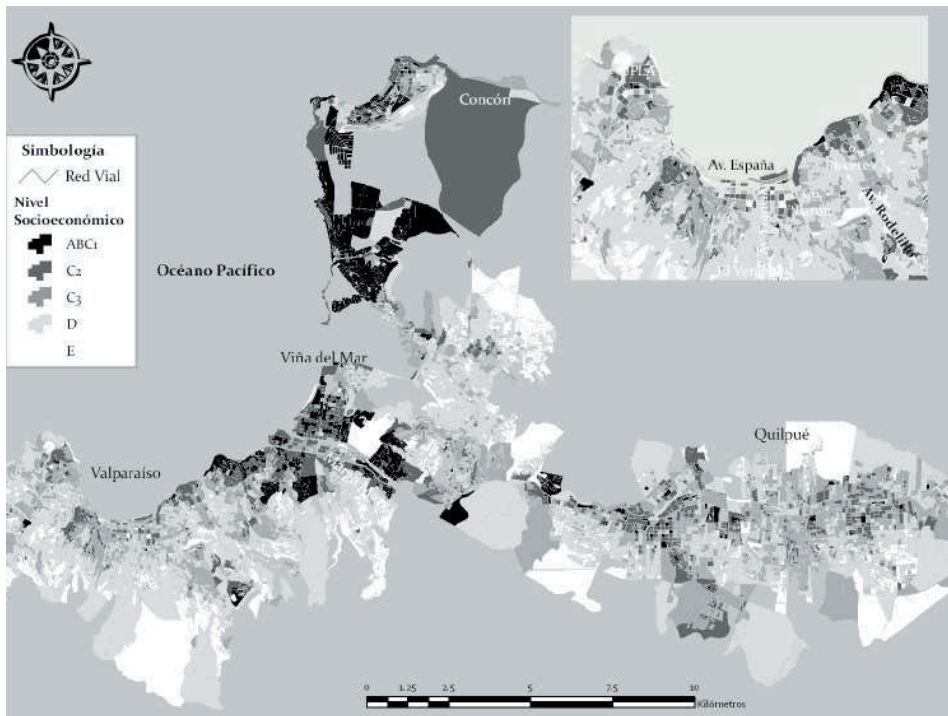 Simbología
Red Vial
Nivel
Socioeconómico
ABC1
C2
C3
D
E
Océano Pacífico
Concón
Viña del Mar
Valparaíso
Quilpué
Av. España
Av. Rodelillo
Barón
0 1.25 2.5 5 7.5 10
Kilómetros